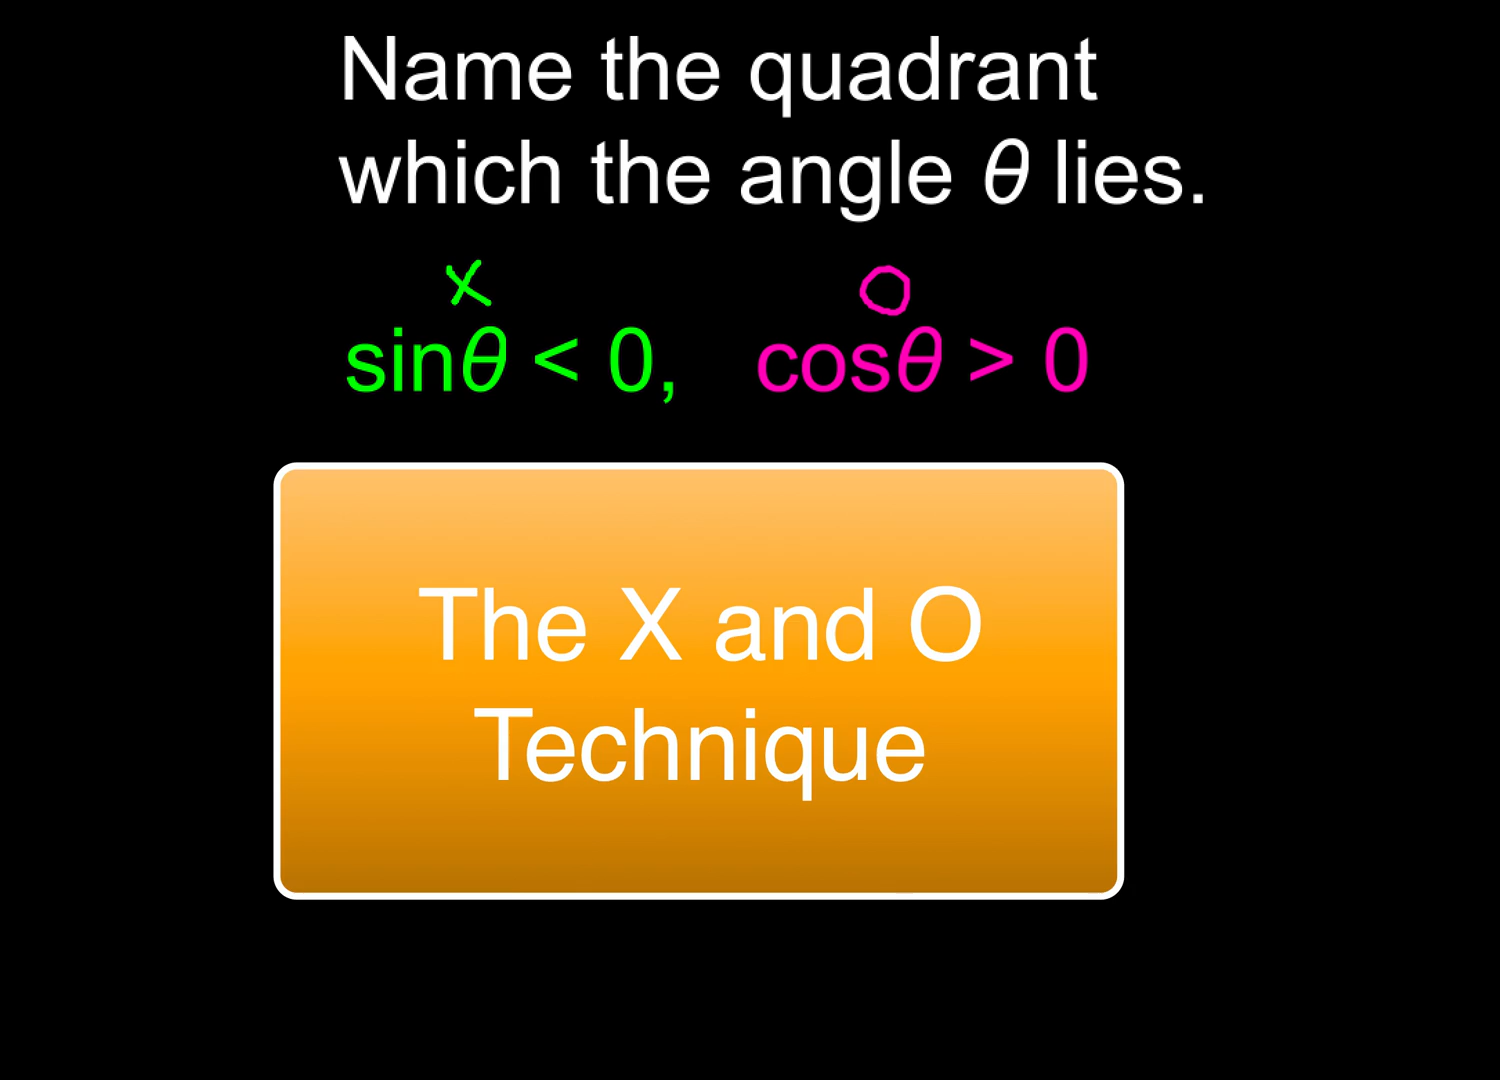 Name the quadrant
which the angle θ lies.
X O
sinθ < 0, cosθ > 0
The X and O
Technique